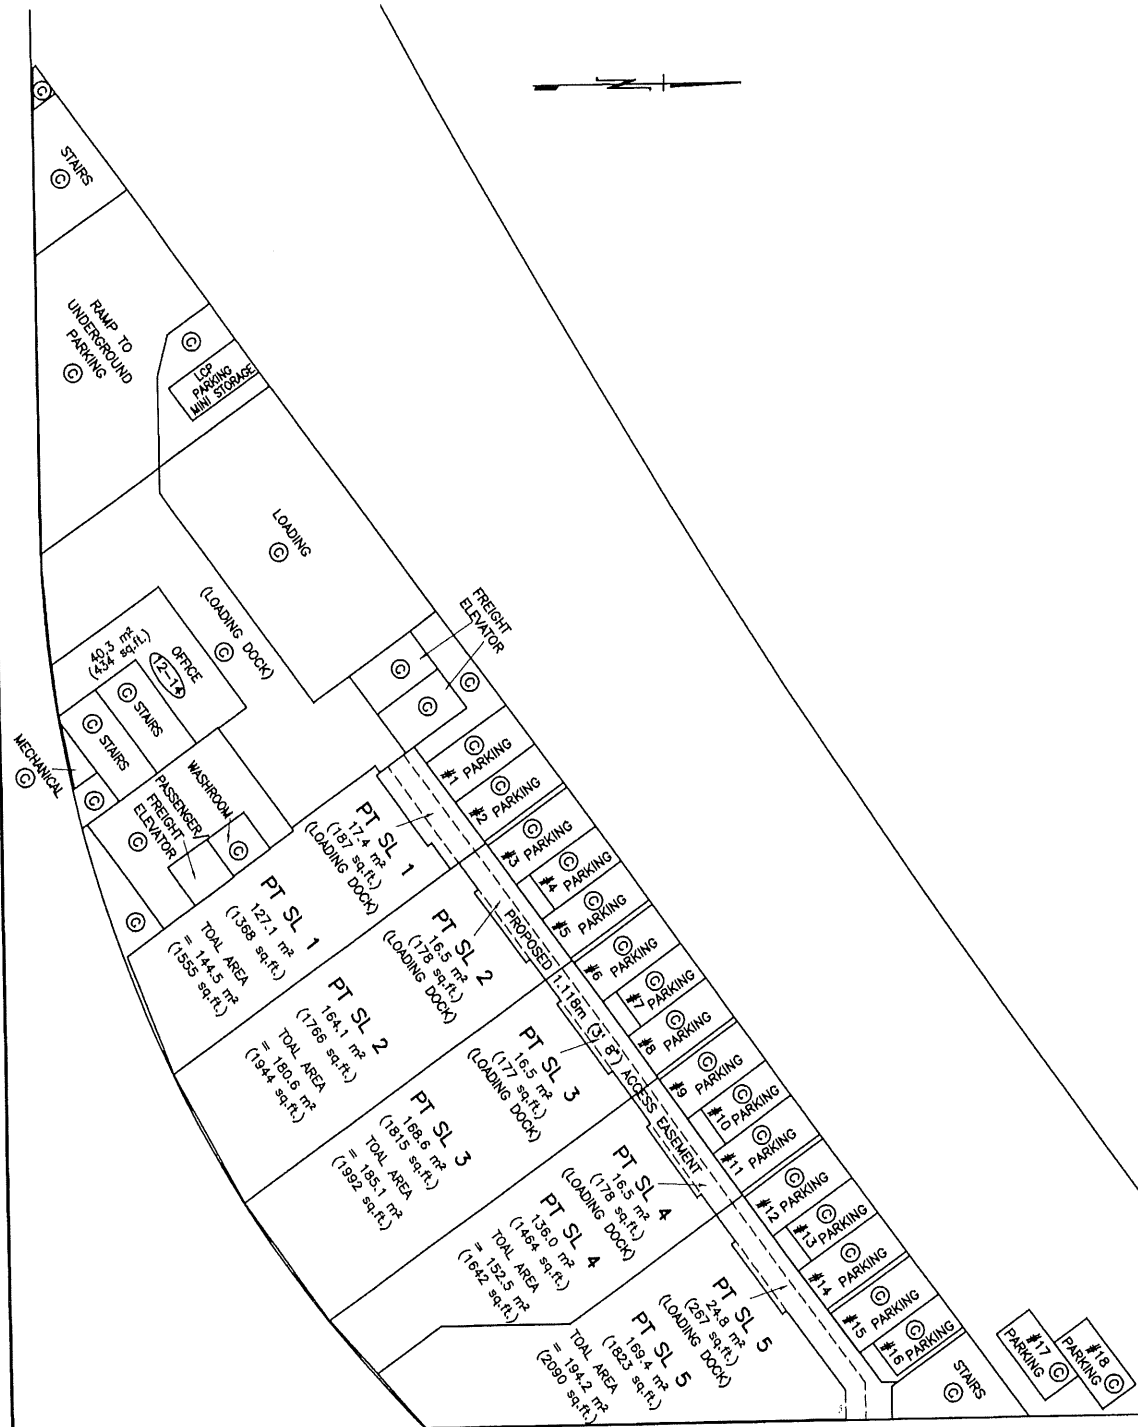 N
©
STAIRS
©
RAMP TO
UNDERGROUND
PARKING
©
©
LCP
PARKING
MINI STORAGE
LOADING
©
(LOADING DOCK)
©
FREIGHT
ELEVATOR
©
©
©
OFFICE
12-14
40.3 m²
(434 sq.ft.)
© STAIRS
© STAIRS
MECHANICAL
©
©
WASHROOM
©
PASSENGER/
FREIGHT
ELEVATOR
©
©
PT SL 1
17.4 m²
(187 sq.ft.)
(LOADING DOCK)
PT SL 1
127.1 m²
(1368 sq.ft.)
TOAL AREA
= 144.5 m²
(1555 sq.ft.)
PT SL 2
16.5 m²
(178 sq.ft.)
(LOADING DOCK)
PT SL 2
164.1 m²
(1766 sq.ft.)
TOAL AREA
= 180.6 m²
(1944 sq.ft.)
PT SL 3
16.5 m²
(177 sq.ft.)
(LOADING DOCK)
PT SL 3
168.6 m²
(1815 sq.ft.)
TOAL AREA
= 185.1 m²
(1992 sq.ft.)
PT SL 4
16.5 m²
(178 sq.ft.)
(LOADING DOCK)
PT SL 4
136.0 m²
(1464 sq.ft.)
TOAL AREA
= 152.5 m²
(1642 sq.ft.)
PT SL 5
24.8 m²
(267 sq.ft.)
(LOADING DOCK)
PT SL 5
169.4 m²
(1823 sq.ft.)
TOAL AREA
= 194.2 m²
(2090 sq.ft.)
PROPOSED 1.118m (3' 8") ACCESS EASEMENT
#1 © PARKING
#2 © PARKING
#3 © PARKING
#4 © PARKING
#5 © PARKING
#6 © PARKING
#7 © PARKING
#8 © PARKING
#9 © PARKING
#10 © PARKING
#11 © PARKING
#12 © PARKING
#13 © PARKING
#14 © PARKING
#15 © PARKING
#16 © PARKING
#17 ©
PARKING
#18 ©
PARKING
STAIRS
©